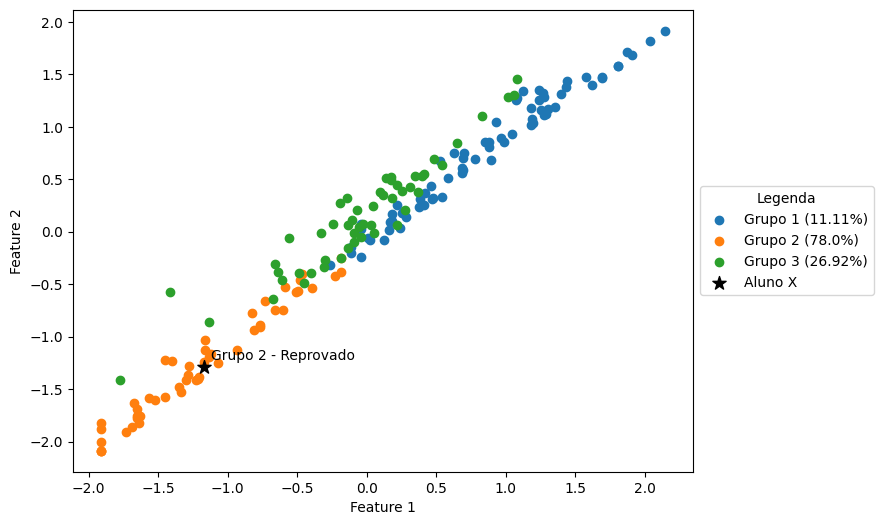 2.0
1.5
1.0
0.5
0.0
−0.5
−1.0
−1.5
−2.0
Feature 2
Grupo 2 - Reprovado
−2.0 −1.5 −1.0 −0.5 0.0 0.5 1.0 1.5 2.0
Feature 1
Legenda
Grupo 1 (11.11%)
Grupo 2 (78.0%)
Grupo 3 (26.92%)
Aluno X